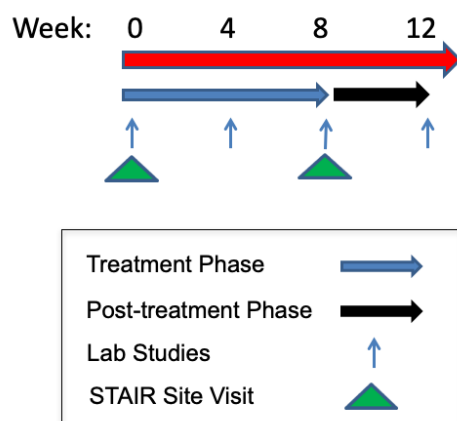 Week: 0 4 8 12
Treatment Phase
Post-treatment Phase
Lab Studies
STAIR Site Visit